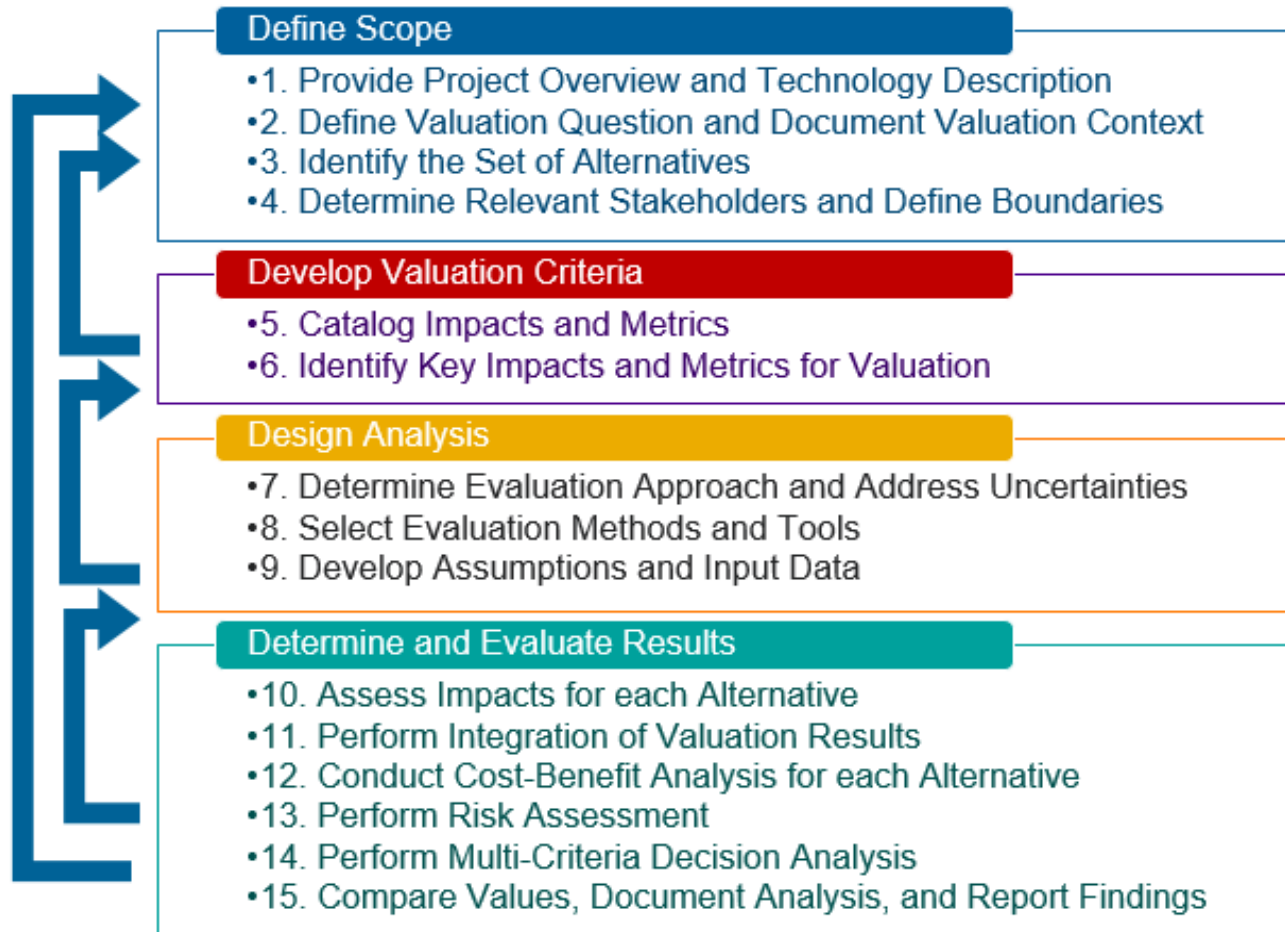 Define Scope
•1. Provide Project Overview and Technology Description
•2. Define Valuation Question and Document Valuation Context
•3. Identify the Set of Alternatives
•4. Determine Relevant Stakeholders and Define Boundaries
Develop Valuation Criteria
•5. Catalog Impacts and Metrics
•6. Identify Key Impacts and Metrics for Valuation
Design Analysis
•7. Determine Evaluation Approach and Address Uncertainties
•8. Select Evaluation Methods and Tools
•9. Develop Assumptions and Input Data
Determine and Evaluate Results
•10. Assess Impacts for each Alternative
•11. Perform Integration of Valuation Results
•12. Conduct Cost-Benefit Analysis for each Alternative
•13. Perform Risk Assessment
•14. Perform Multi-Criteria Decision Analysis
•15. Compare Values, Document Analysis, and Report Findings